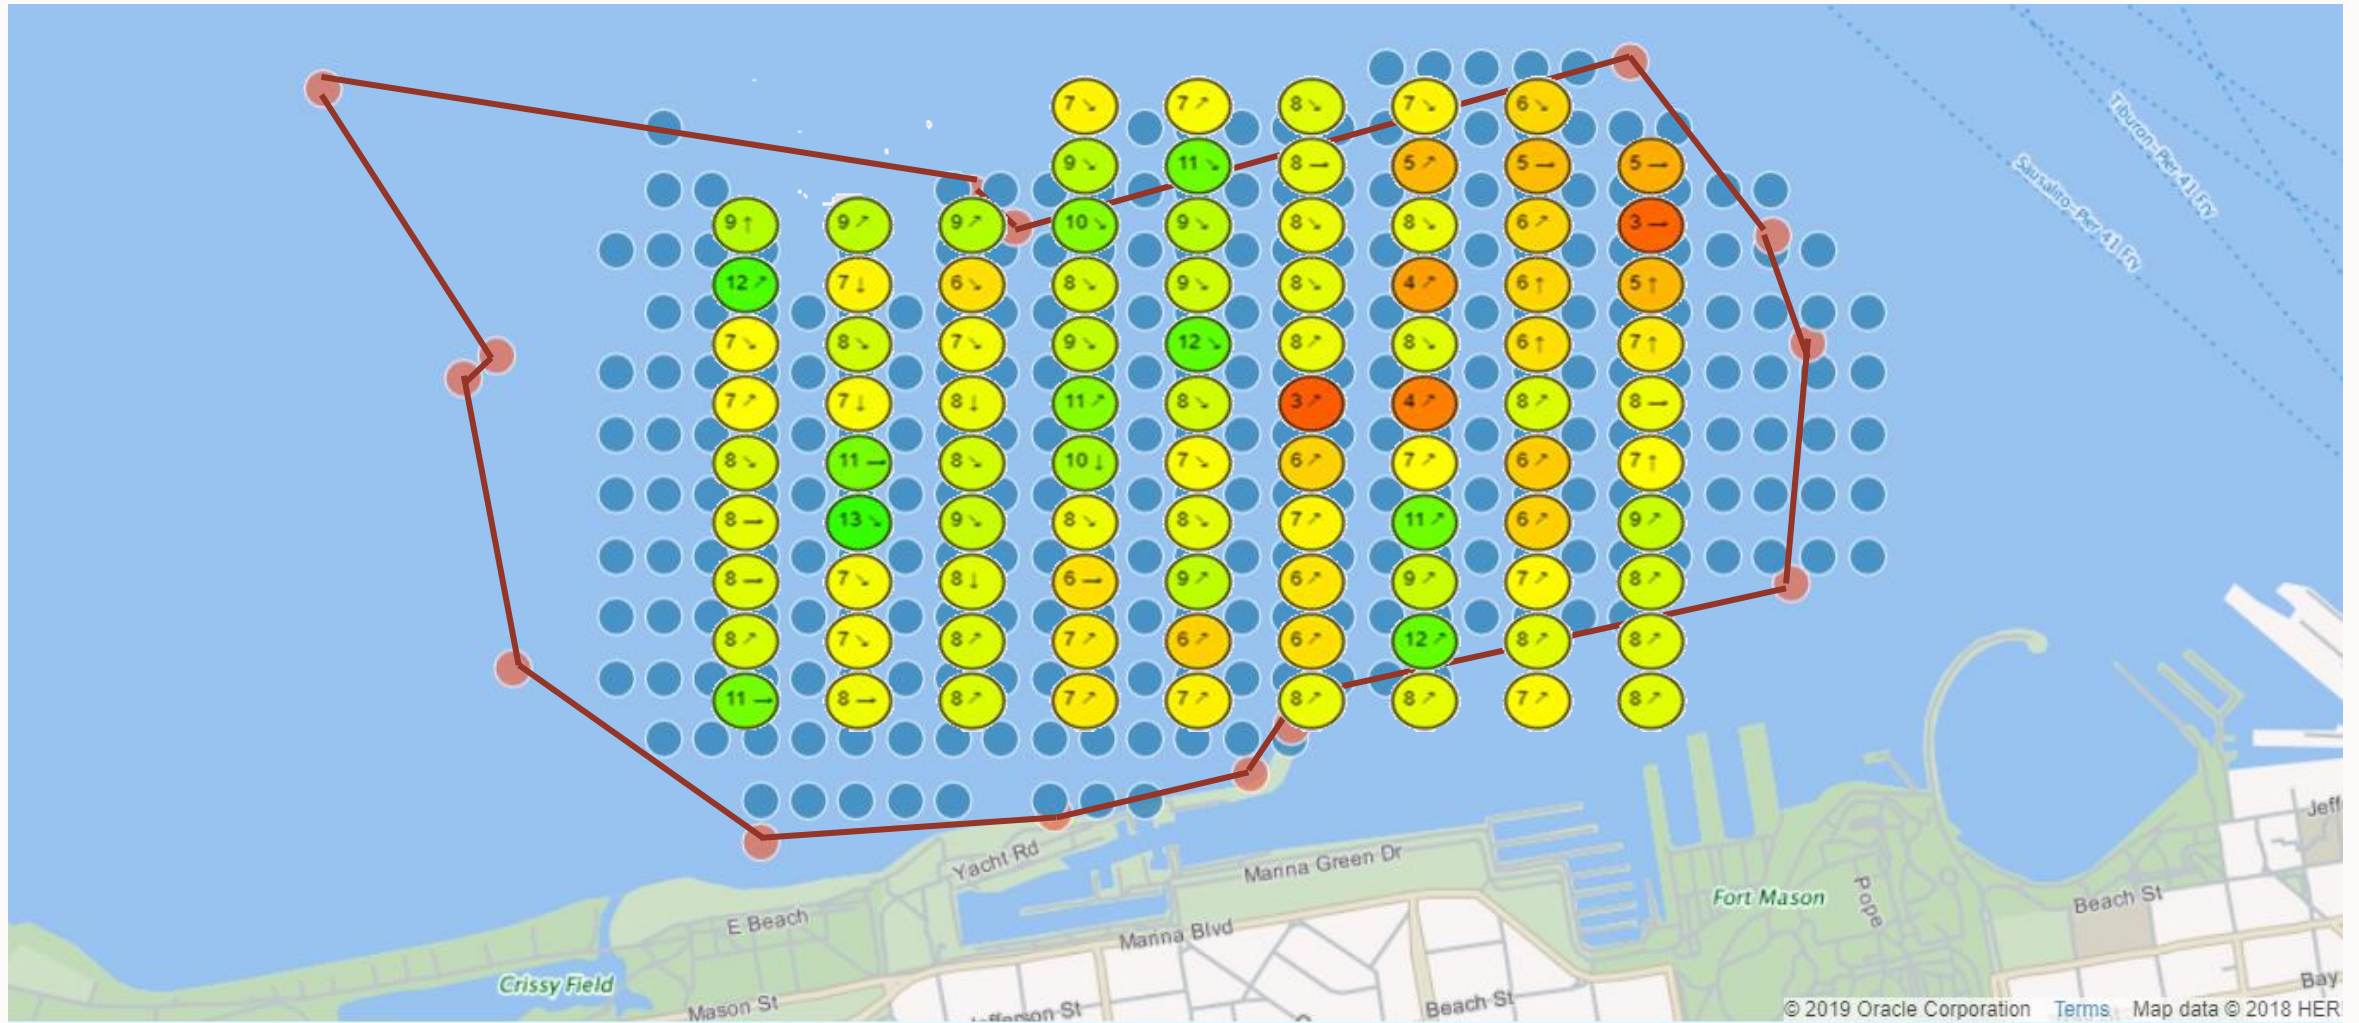 7↘ 7↗ 8↘ 7↘ 6↘
9↘ 11↘ 8→ 5↗ 5→ 5→
9↑ 9↗ 9↗ 10↘ 9↘ 8↘ 8↘ 6↗ 3→
12↗ 7↓ 6↘ 8↘ 9↘ 8↘ 4↗ 6↑ 5↑
7↘ 8↘ 7↘ 9↘ 12↘ 8↗ 8↘ 6↑ 7↑
7↗ 7↓ 8↓ 11↗ 8↘ 3↗ 4↗ 8↗ 8→
8↘ 11→ 8↘ 10↓ 7↘ 6↗ 7↗ 6↗ 7↑
8→ 13↘ 9↘ 8↘ 8↘ 7↗ 11↗ 6↗ 9↗
8→ 7↘ 8↓ 6→ 9↗ 6↗ 9↗ 7↗ 8↗
8↗ 7↘ 8↗ 7↗ 6↗ 6↗ 12↗ 8↗ 8↗
11→ 8→ 8↗ 7↗ 7↗ 8↗ 8↗ 7↗ 8↗
Tiburon-Pier 41 Fry
Sausalito-Pier 41 Fry
Yacht Rd
Marina Green Dr
E Beach
Marina Blvd
Fort Mason
Pope
Beach St
Jeff
Crissy Field
Mason St
Jefferson St
Beach St
Bay
© 2019 Oracle Corporation Terms Map data © 2018 HER